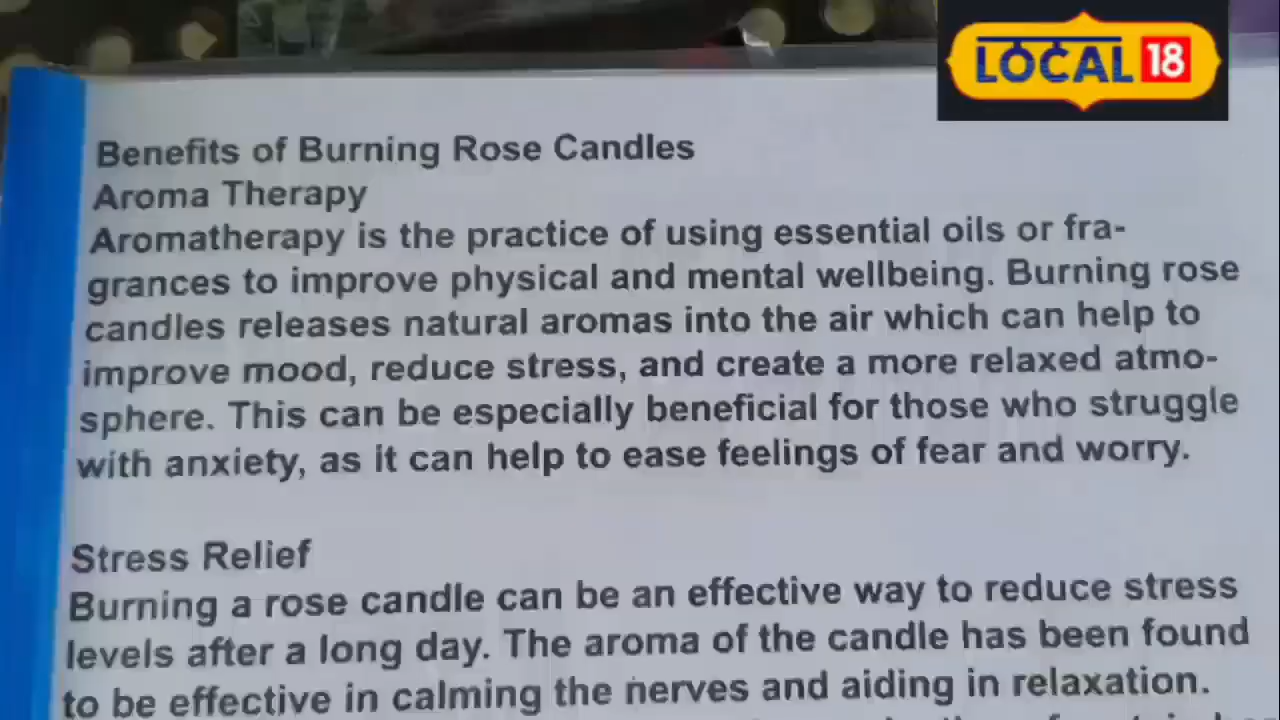 LOCAL 18
Benefits of Burning Rose Candles
Aroma Therapy
Aromatherapy is the practice of using essential oils or fra-
grances to improve physical and mental wellbeing. Burning rose
candles releases natural aromas into the air which can help to
improve mood, reduce stress, and create a more relaxed atmo-
sphere. This can be especially beneficial for those who struggle
with anxiety, as it can help to ease feelings of fear and worry.
Stress Relief
Burning a rose candle can be an effective way to reduce stress
levels after a long day. The aroma of the candle has been found
to be effective in calming the nerves and aiding in relaxation.